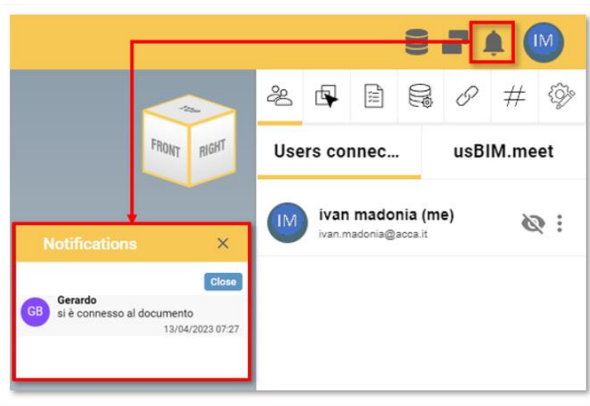 IM
TOP
FRONT
RIGHT
#
Users connec...
usBIM.meet
IM
ivan madonia (me)
ivan.madonia@acca.it
Notifications
Close
GB
Gerardo
si è connesso al documento
13/04/2023 07:27